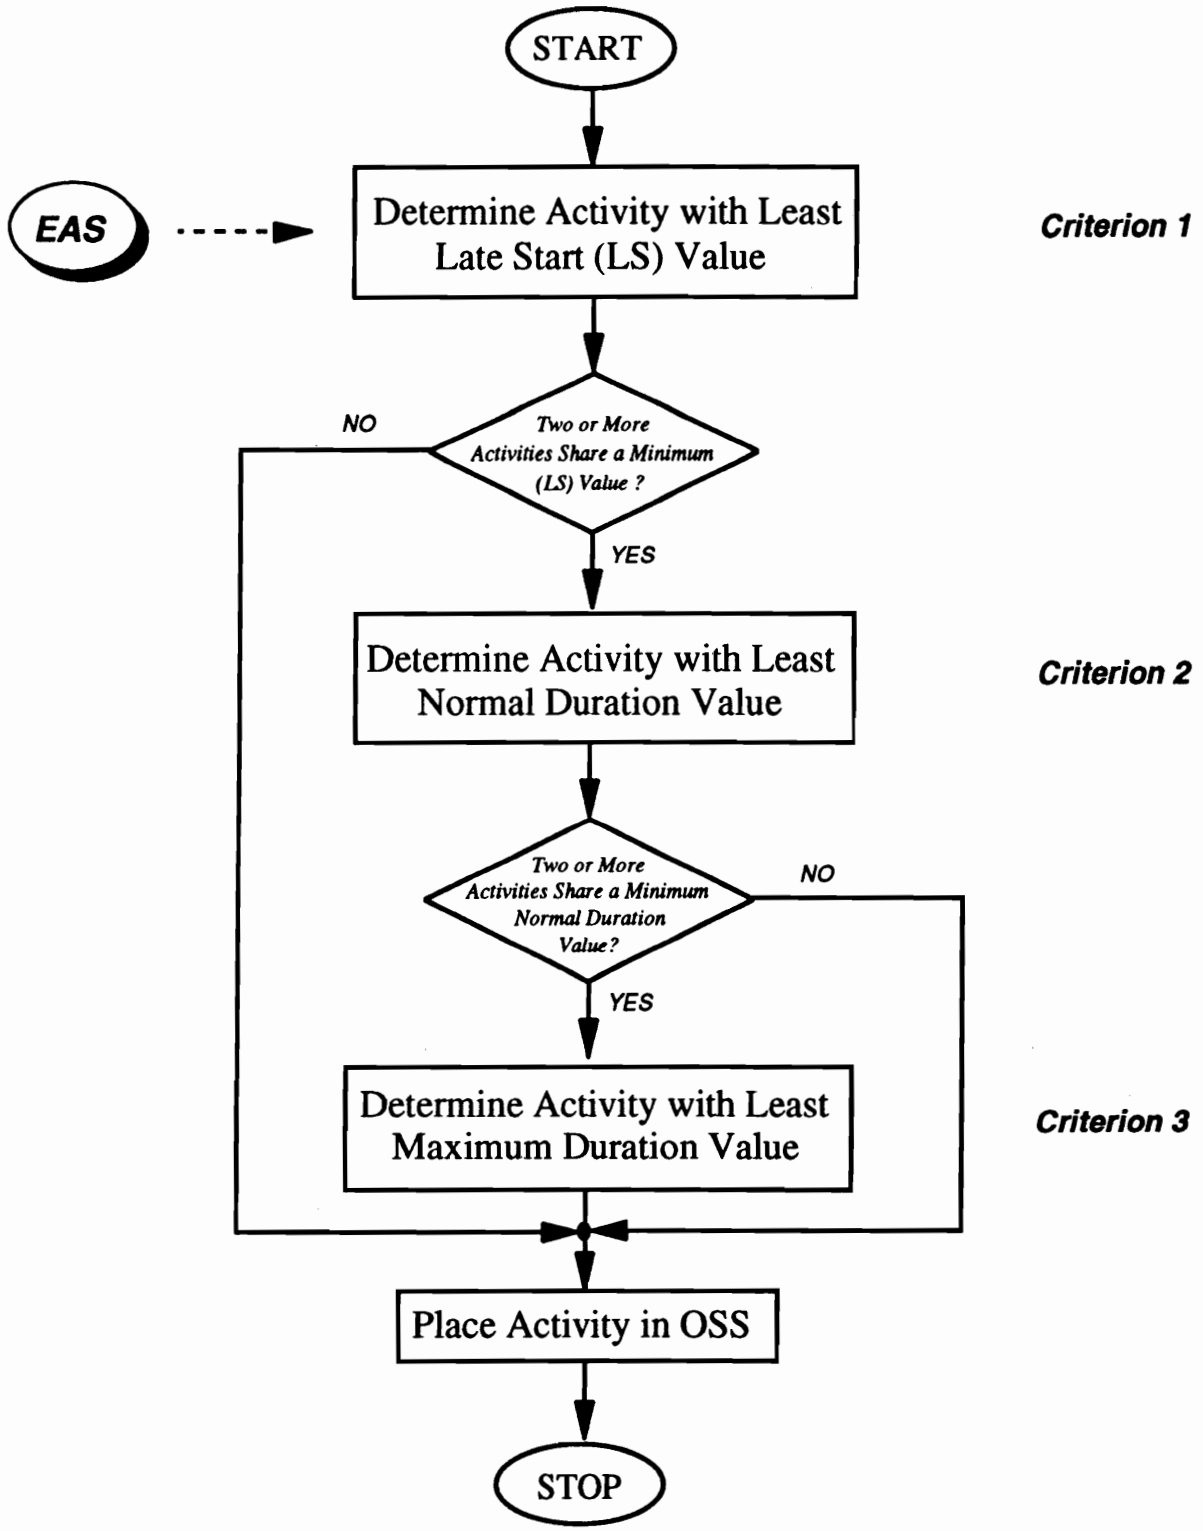 START
Determine Activity with Least
Late Start (LS) Value
EAS
Criterion 1
NO
Two or More
Activities Share a Minimum
(LS) Value ?
YES
Determine Activity with Least
Normal Duration Value
Criterion 2
Two or More
Activities Share a Minimum
Normal Duration
Value?
NO
YES
Determine Activity with Least
Maximum Duration Value
Criterion 3
Place Activity in OSS
STOP